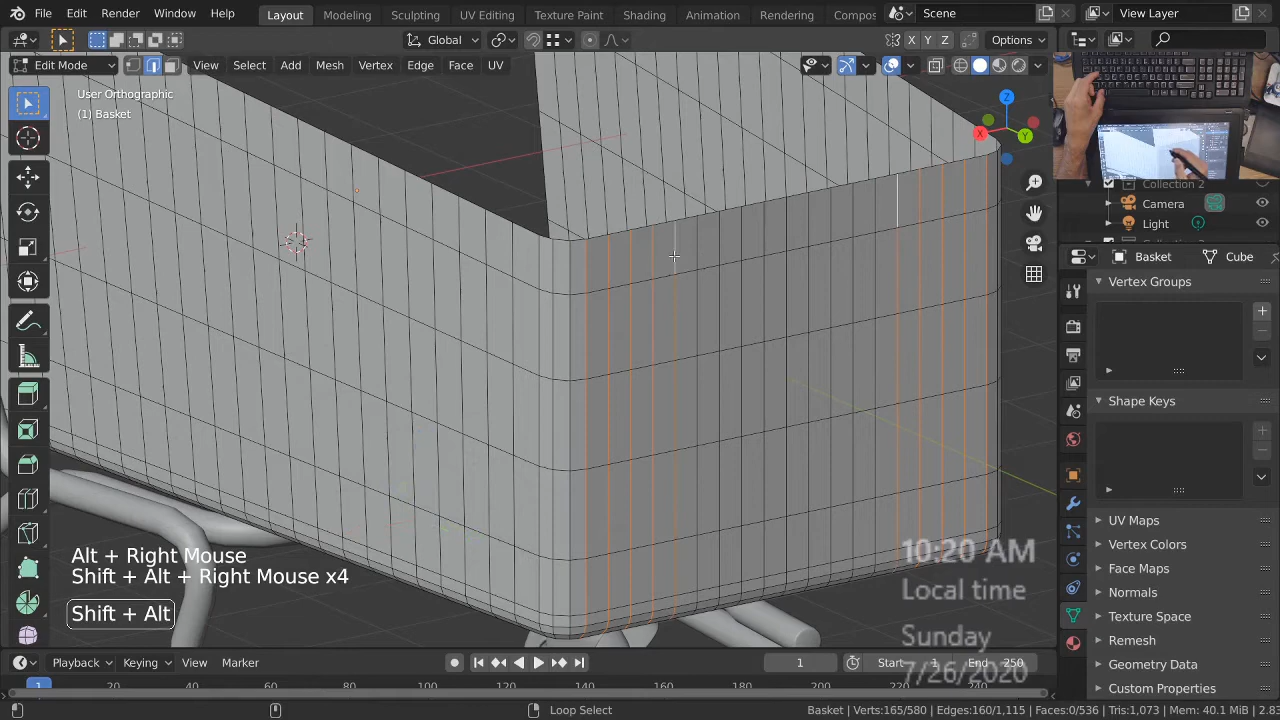 File Edit Render Window Help Layout Modeling Sculpting UV Editing Texture Paint Shading Animation Rendering Compos Scene View Layer
Global X Y Z Options
Edit Mode View Select Add Mesh Vertex Edge Face UV
User Orthographic
(1) Basket
Z
X
Y
Collection 2
Camera
Light
Basket Cube
Vertex Groups
Shape Keys
UV Maps
Vertex Colors
Face Maps
Normals
Texture Space
Remesh
Geometry Data
Custom Properties
Alt + Right Mouse
Shift + Alt + Right Mouse x4
Shift + Alt
10:20 AM
Local time
Sunday
7/26/2020
Playback Keying View Marker 1 Start 1 End 250
1 20 40 60 80 100 120 140 160 180 200 220 240
Loop Select Basket | Verts:165/580 | Edges:160/1,115 | Faces:0/536 | Tris:1,073 | Mem: 40.1 MiB | 2.83